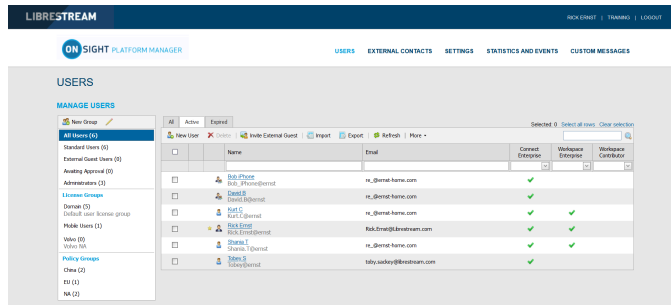 LIBRESTREAM
RICK ERNST | TRAINING | LOGOUT
ON SIGHT PLATFORM MANAGER
USERS EXTERNAL CONTACTS SETTINGS STATISTICS AND EVENTS CUSTOM MESSAGES
USERS
MANAGE USERS
New Group
All Users (6)
Standard Users (6)
External Guest Users (0)
Awaiting Approval (0)
Administrators (3)
License Groups
Domain (5)
Default user license group
Mobile Users (1)
Volvo (0)
Volvo NA
Policy Groups
China (2)
EU (1)
NA (2)
All Active Expired
Selected: 0 Select all rows Clear selection
New User Delete Invite External Guest Import Export Refresh More
Name Email Connect Enterprise Workspace Enterprise Workspace Contributor
Bob iPhone
Bob_iPhone@ernst re_@ernst-home.com
David B
David.B@ernst re_@ernst-home.com
Kurt C
Kurt.C@ernst re_@ernst-home.com
Rick Ernst
Rick.Ernst@ernst Rick.Ernst@Librestream.com
Shania T
Shania.T@ernst re_@ernst-home.com
Tobey S
Tobey@ernst toby.sackey@librestream.com